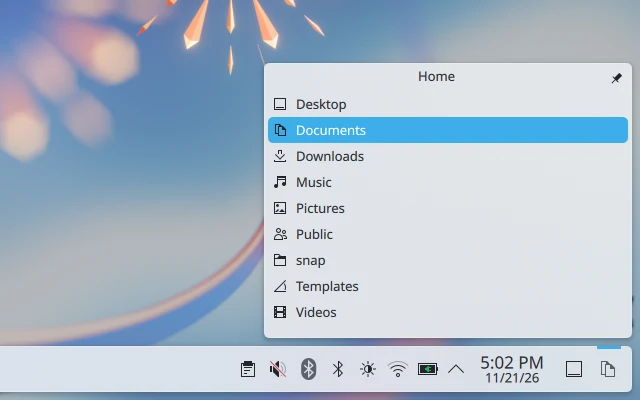 Home
Desktop
Documents
Downloads
Music
Pictures
Public
snap
Templates
Videos
5:02 PM
11/21/26